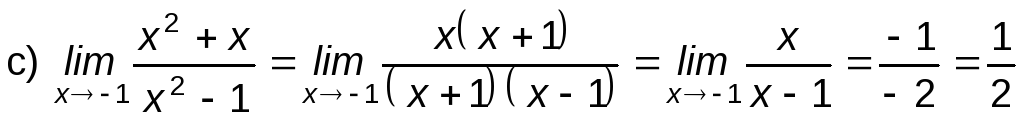 c) lim x→-1 (x² + x)/(x² - 1) = lim x→-1 x(x+1)/((x+1)(x-1)) = lim x→-1 x/(x-1) = -1/-2 = 1/2